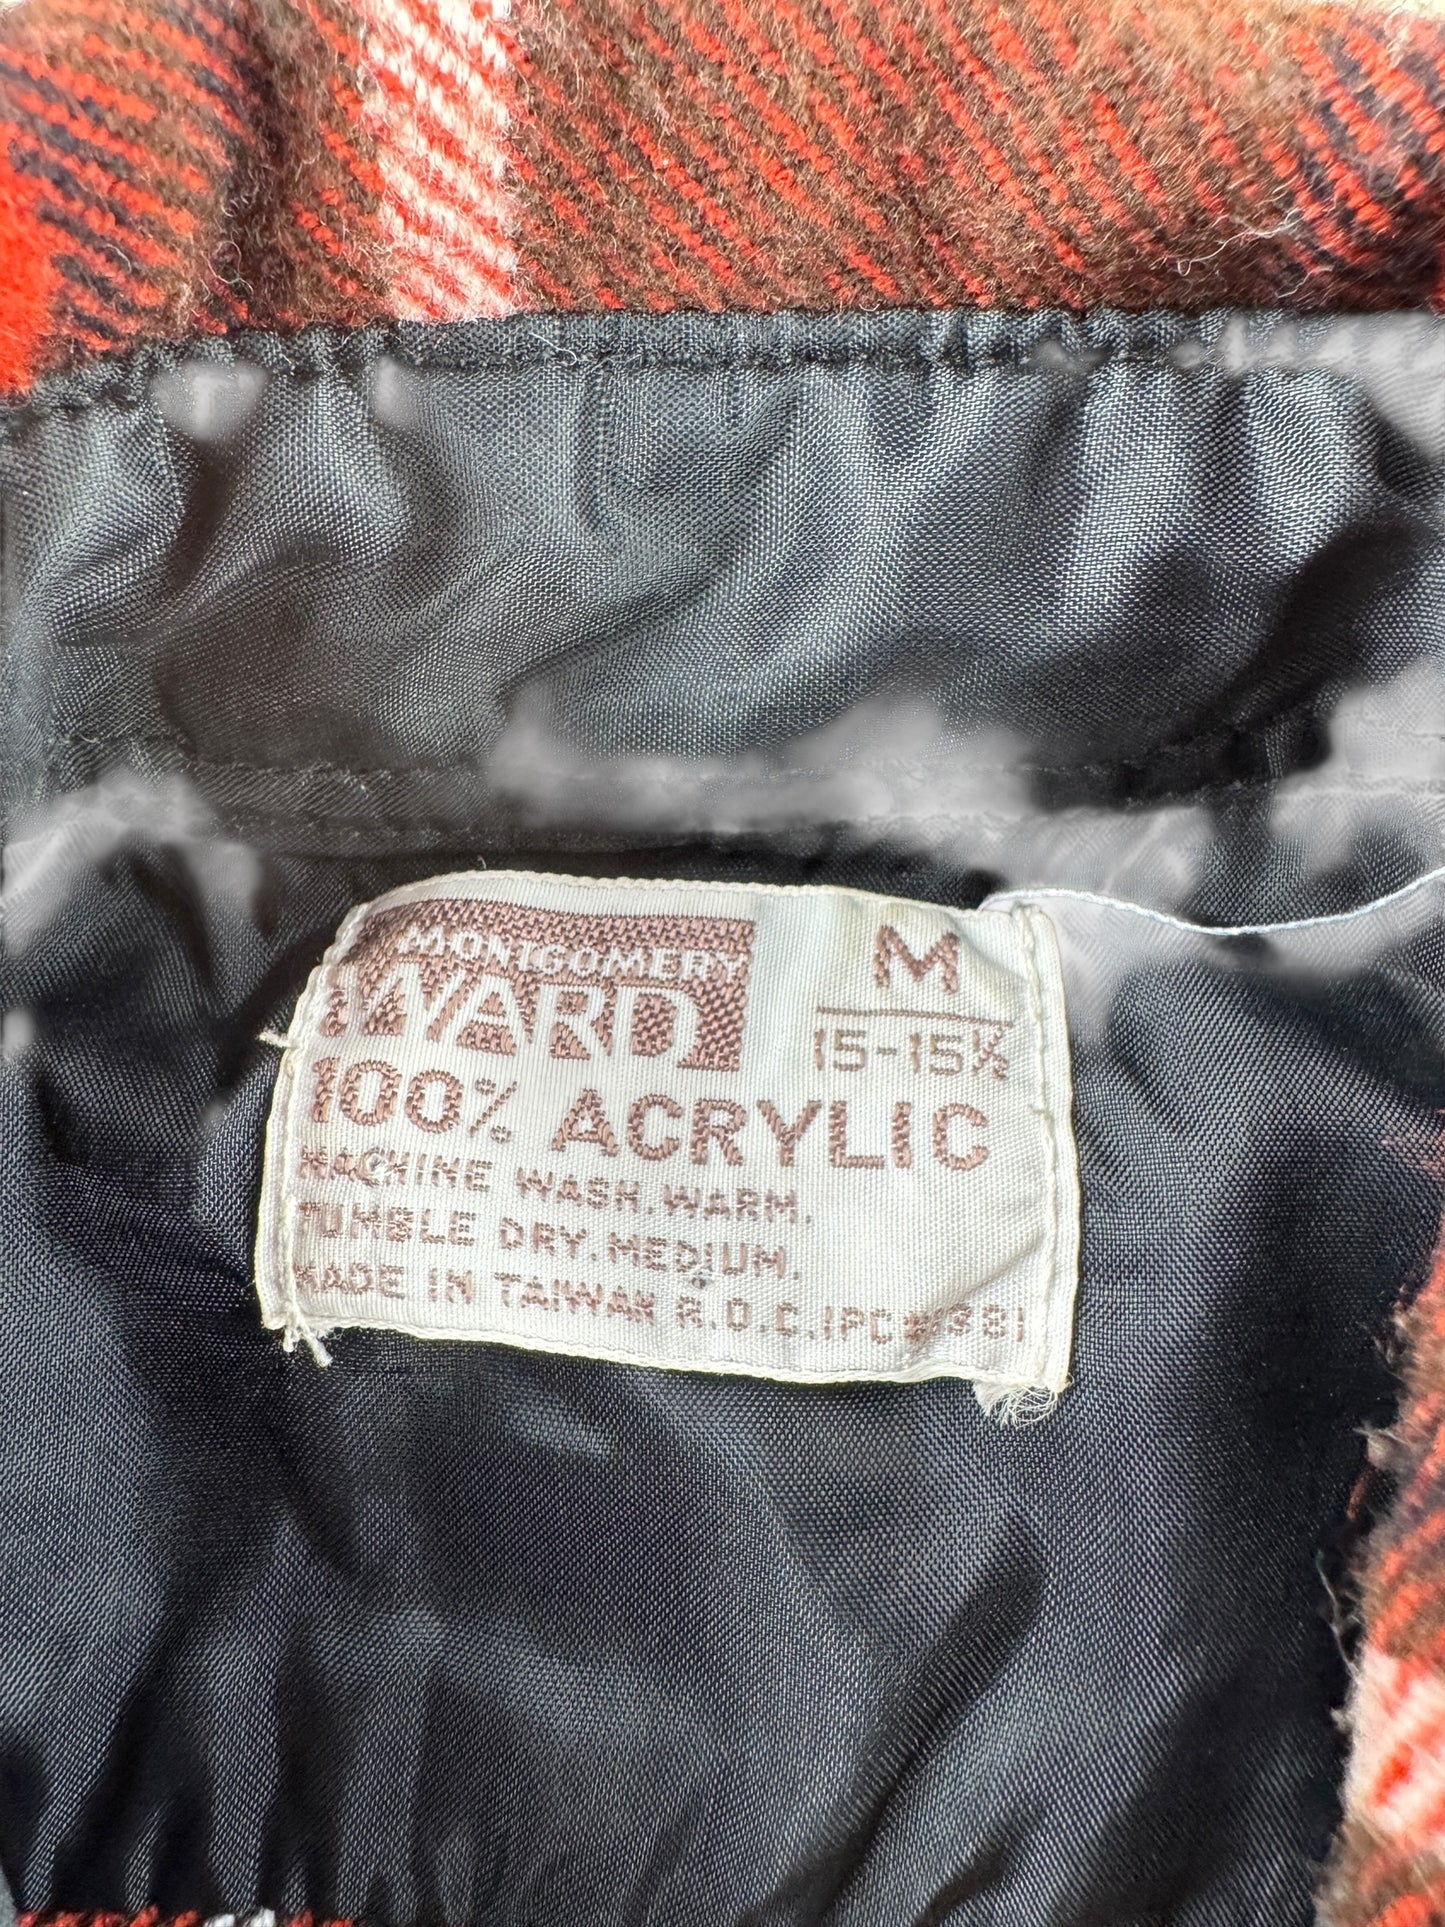 MONTGOMERY
WARD
M
15-15½
100% ACRYLIC
MACHINE WASH.WARM.
TUMBLE DRY.MEDIUM.
MADE IN TAIWAN R.O.C.